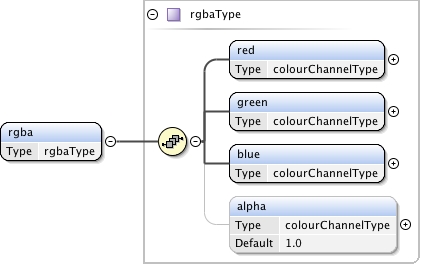 rgbaType
red
Type colourChannelType
green
Type colourChannelType
rgba
Type rgbaType
blue
Type colourChannelType
alpha
Type colourChannelType
Default 1.0